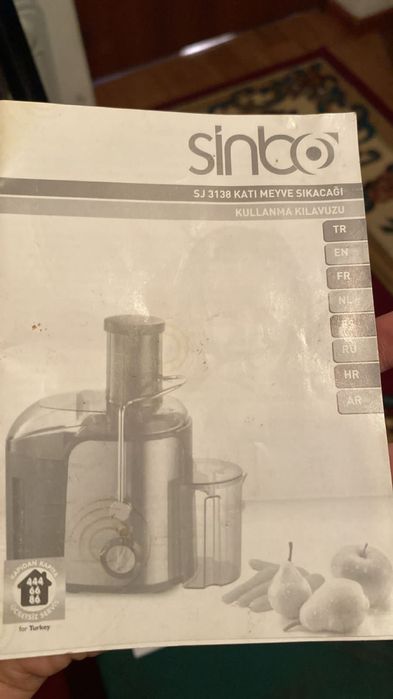 sinbo
SJ 3138 KATI MEYVE SIKACAĞI
KULLANMA KILAVUZU
TR
EN
FR
NL
RU
HR
AR
KAPIDAN KAPIYA
444
66
86
ÜCRETSİZ SERVİS
for Turkey